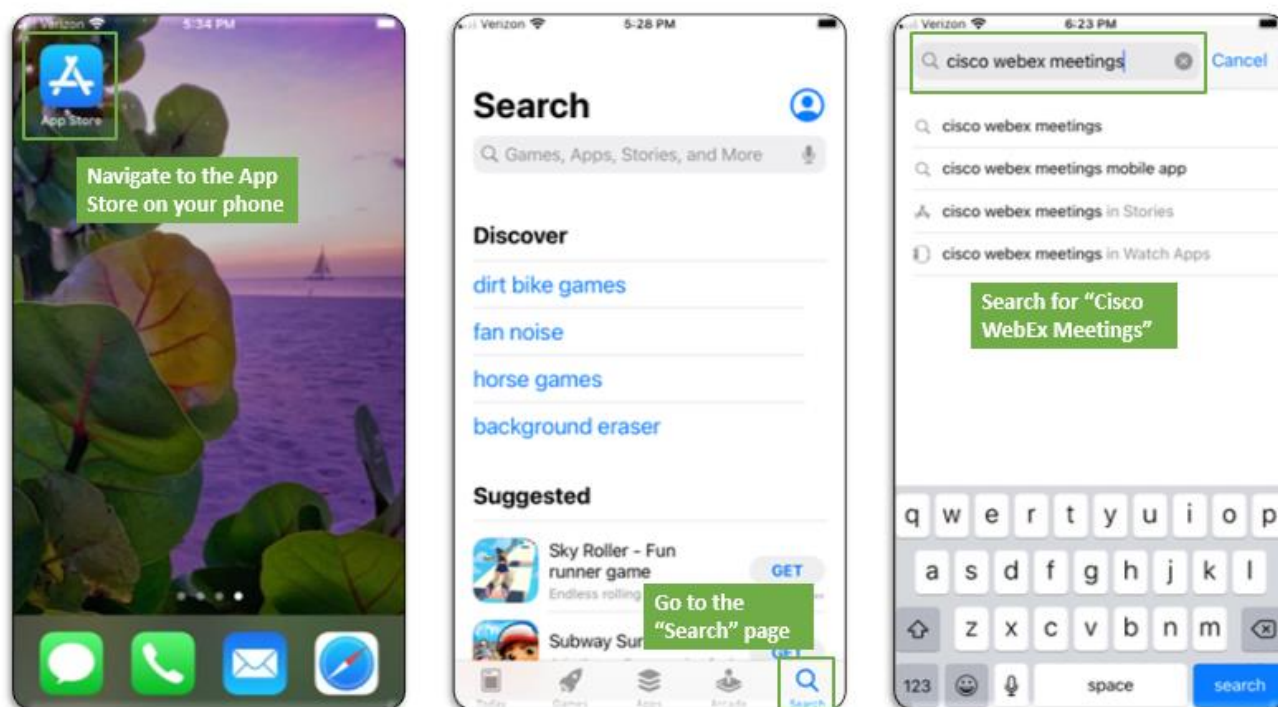 Verizon
5:34 PM
App Store
Navigate to the App
Store on your phone
Verizon
5:28 PM
Search
Games, Apps, Stories, and More
Discover
dirt bike games
fan noise
horse games
background eraser
Suggested
Sky Roller - Fun
runner game
GET
Endless rolling
Go to the
"Search" page
Subway Sur
GET
Today
Games
Apps
Arcade
Search
Verizon
6:23 PM
cisco webex meetings
Cancel
cisco webex meetings
cisco webex meetings mobile app
cisco webex meetings in Stories
cisco webex meetings in Watch Apps
Search for “Cisco
WebEx Meetings”
q w e r t y u i o p
a s d f g h j k l
z x c v b n m
123
space
search